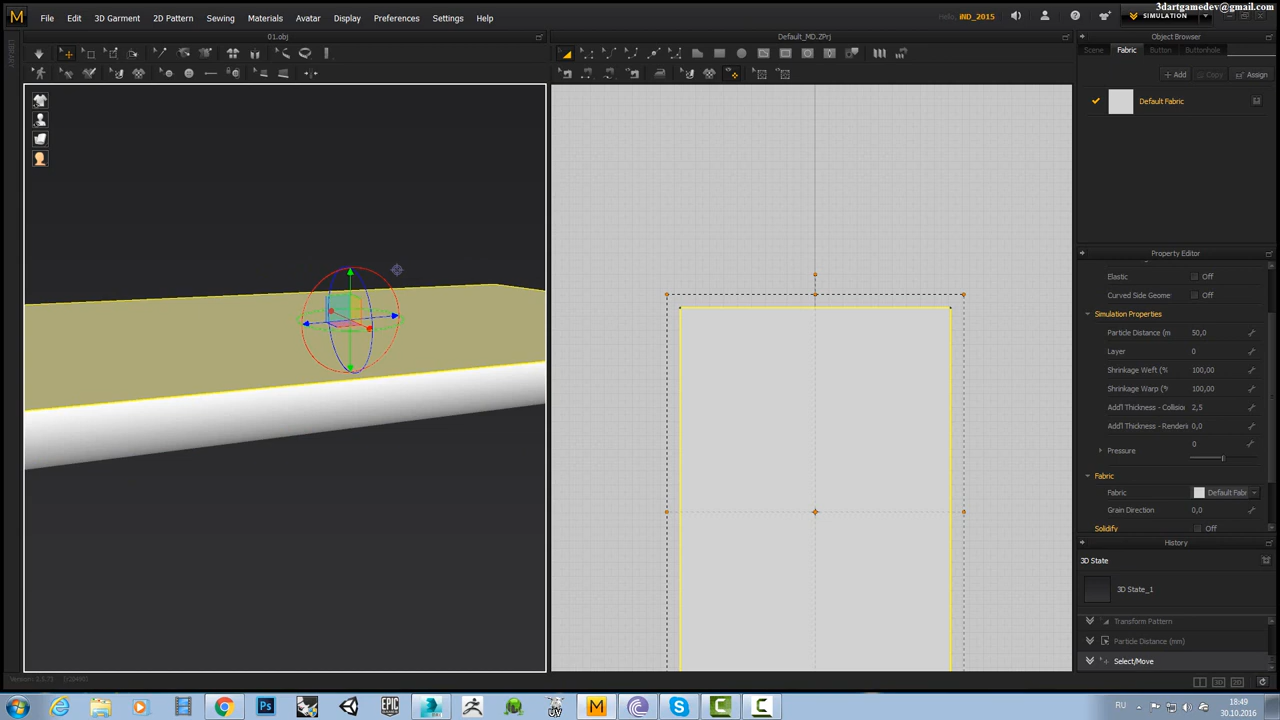 3dartgamedev@gmail.com
M File Edit 3D Garment 2D Pattern Sewing Materials Avatar Display Preferences Settings Help
Hello, iND_2015 SIMULATION
01.obj Default_MD.ZPrj Object Browser
LIBRARY
Scene Fabric Button Buttonhole
Add Copy Assign
Default Fabric
Property Editor
Elastic Off
Curved Side Geome Off
Simulation Properties
Particle Distance (m 50,0
Layer 0
Shrinkage Weft (% 100,00
Shrinkage Warp (% 100,00
Add'l Thickness - Collisio 2,5
Add'l Thickness - Renderi 0,0
Pressure 0
Fabric
Fabric Default Fabr
Grain Direction 0,0
Solidify Off
History
3D State
3D State_1
Transform Pattern
Particle Distance (mm)
Select/Move
3D 2D
RU 18:49
30.10.2016